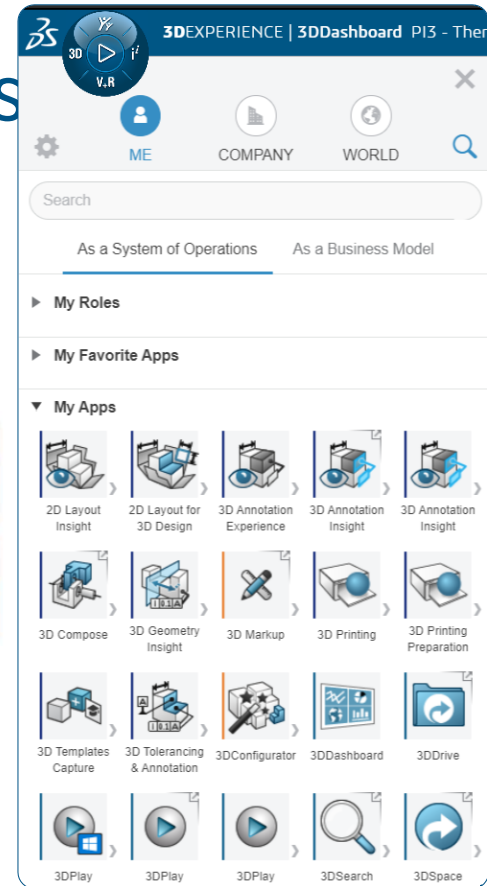 3DEXPERIENCE | 3DDashboard PI3 - Ther
3D
V.R
S
ME
COMPANY
WORLD
Search
As a System of Operations
As a Business Model
My Roles
My Favorite Apps
My Apps
2D Layout
Insight
2D Layout for
3D Design
3D Annotation
Experience
3D Annotation
Insight
3D Annotation
Insight
3D Compose
3D Geometry
Insight
3D Markup
3D Printing
3D Printing
Preparation
3D Templates
Capture
3D Tolerancing
& Annotation
3DConfigurator
3DDashboard
3DDrive
3DPlay
3DPlay
3DPlay
3DSearch
3DSpace